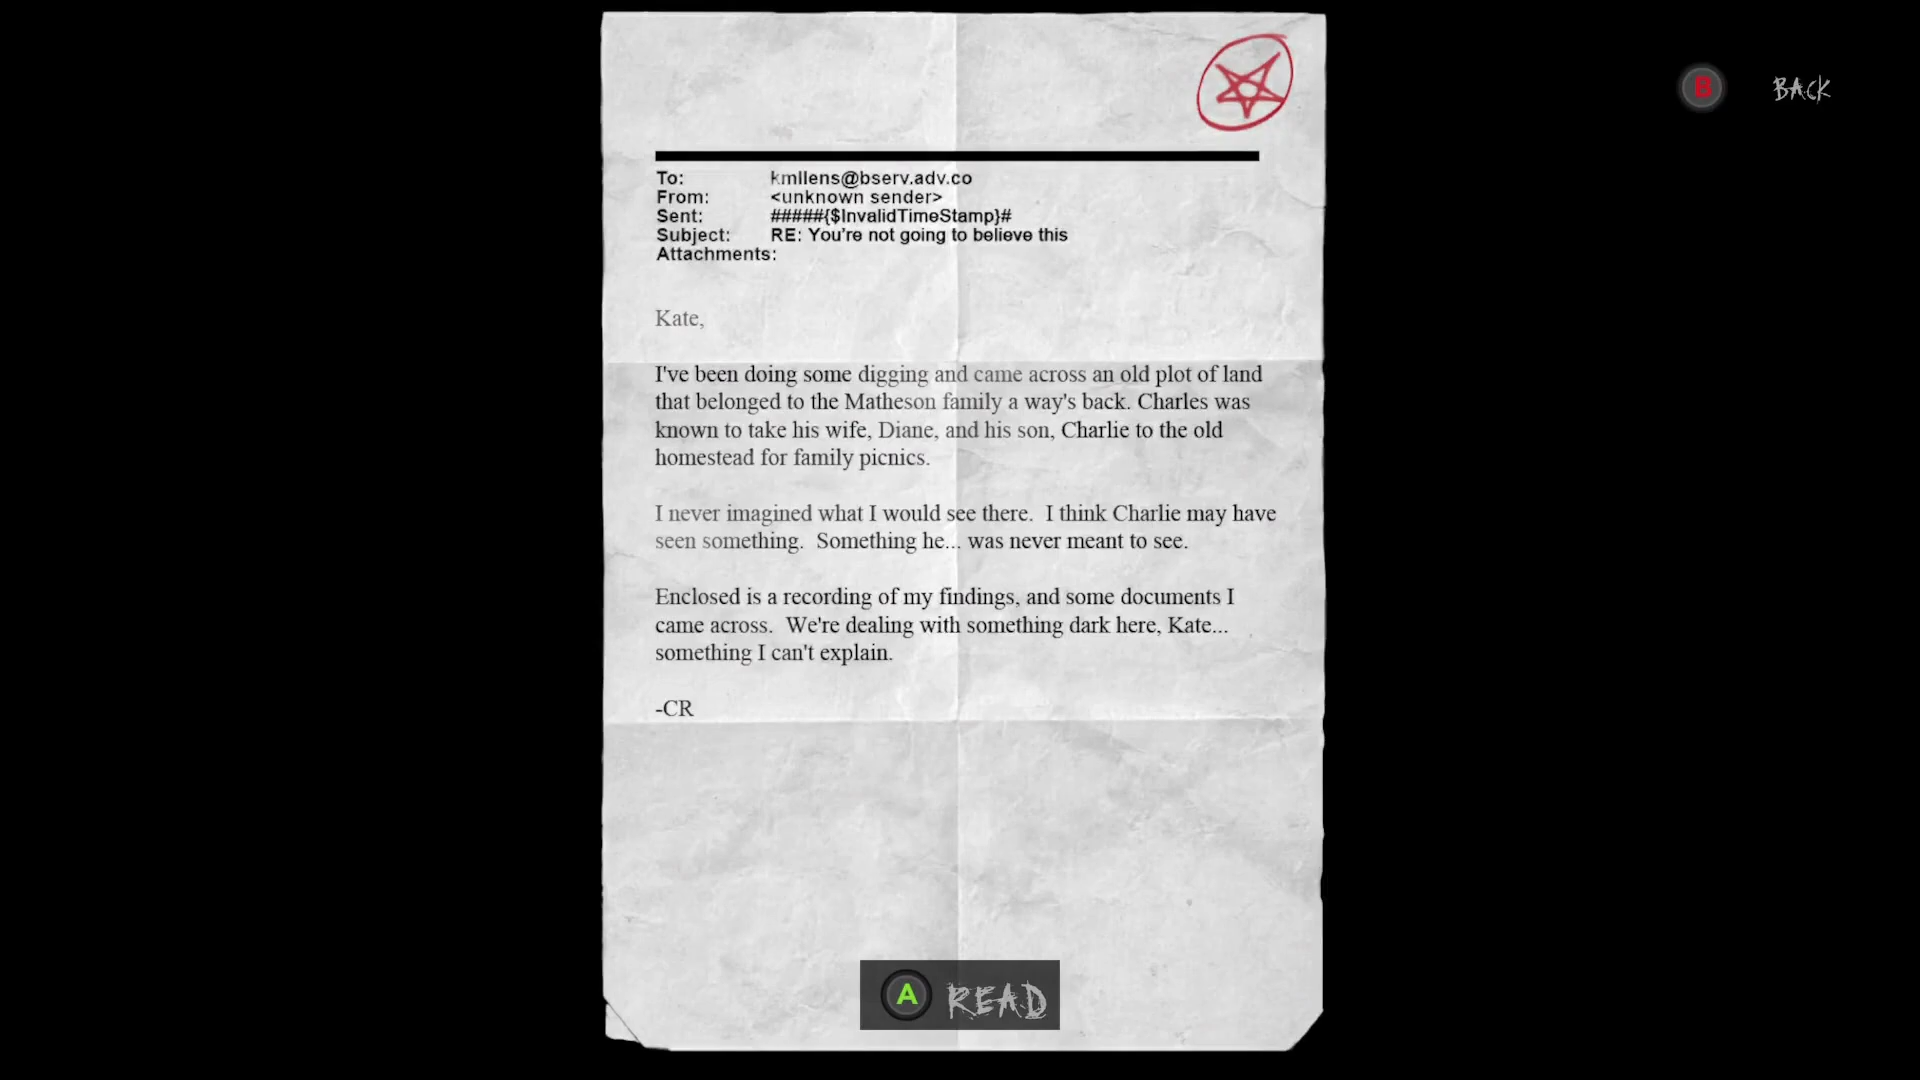 B BACK
To: kmllens@bserv.adv.co
From: <unknown sender>
Sent: #####{$InvalidTimeStamp}#
Subject: RE: You're not going to believe this
Attachments:
Kate,
I've been doing some digging and came across an old plot of land
that belonged to the Matheson family a way's back. Charles was
known to take his wife, Diane, and his son, Charlie to the old
homestead for family picnics.
I never imagined what I would see there.  I think Charlie may have
seen something.  Something he... was never meant to see.
Enclosed is a recording of my findings, and some documents I
came across.  We're dealing with something dark here, Kate...
something I can't explain.
-CR
A READ